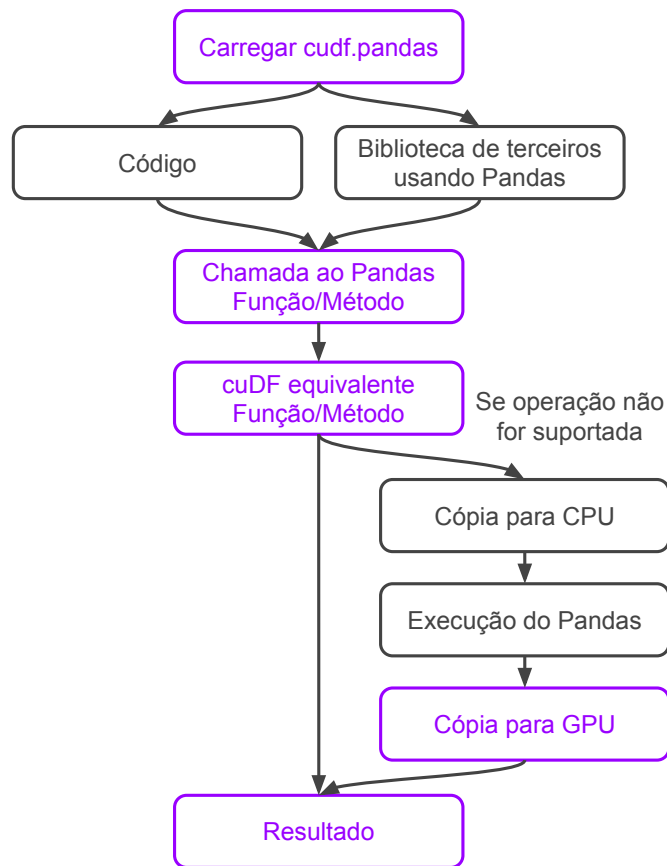 Carregar cudf.pandas
Código
Biblioteca de terceiros
usando Pandas
Chamada ao Pandas
Função/Método
cuDF equivalente
Função/Método
Se operação não
for suportada
Cópia para CPU
Execução do Pandas
Cópia para GPU
Resultado